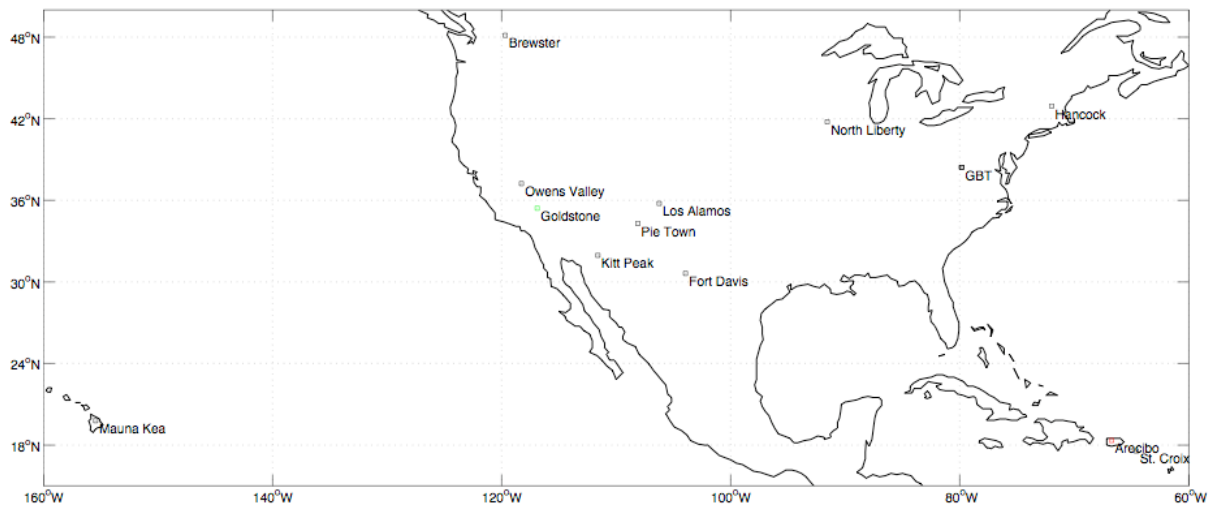 48°N
Brewster
42°N
North Liberty
Hancock
GBT
36°N
Owens Valley
Goldstone
Los Alamos
Pie Town
Kitt Peak
30°N
Fort Davis
24°N
Mauna Kea
18°N
Arecibo
St. Croix
160°W
140°W
120°W
100°W
80°W
60°W